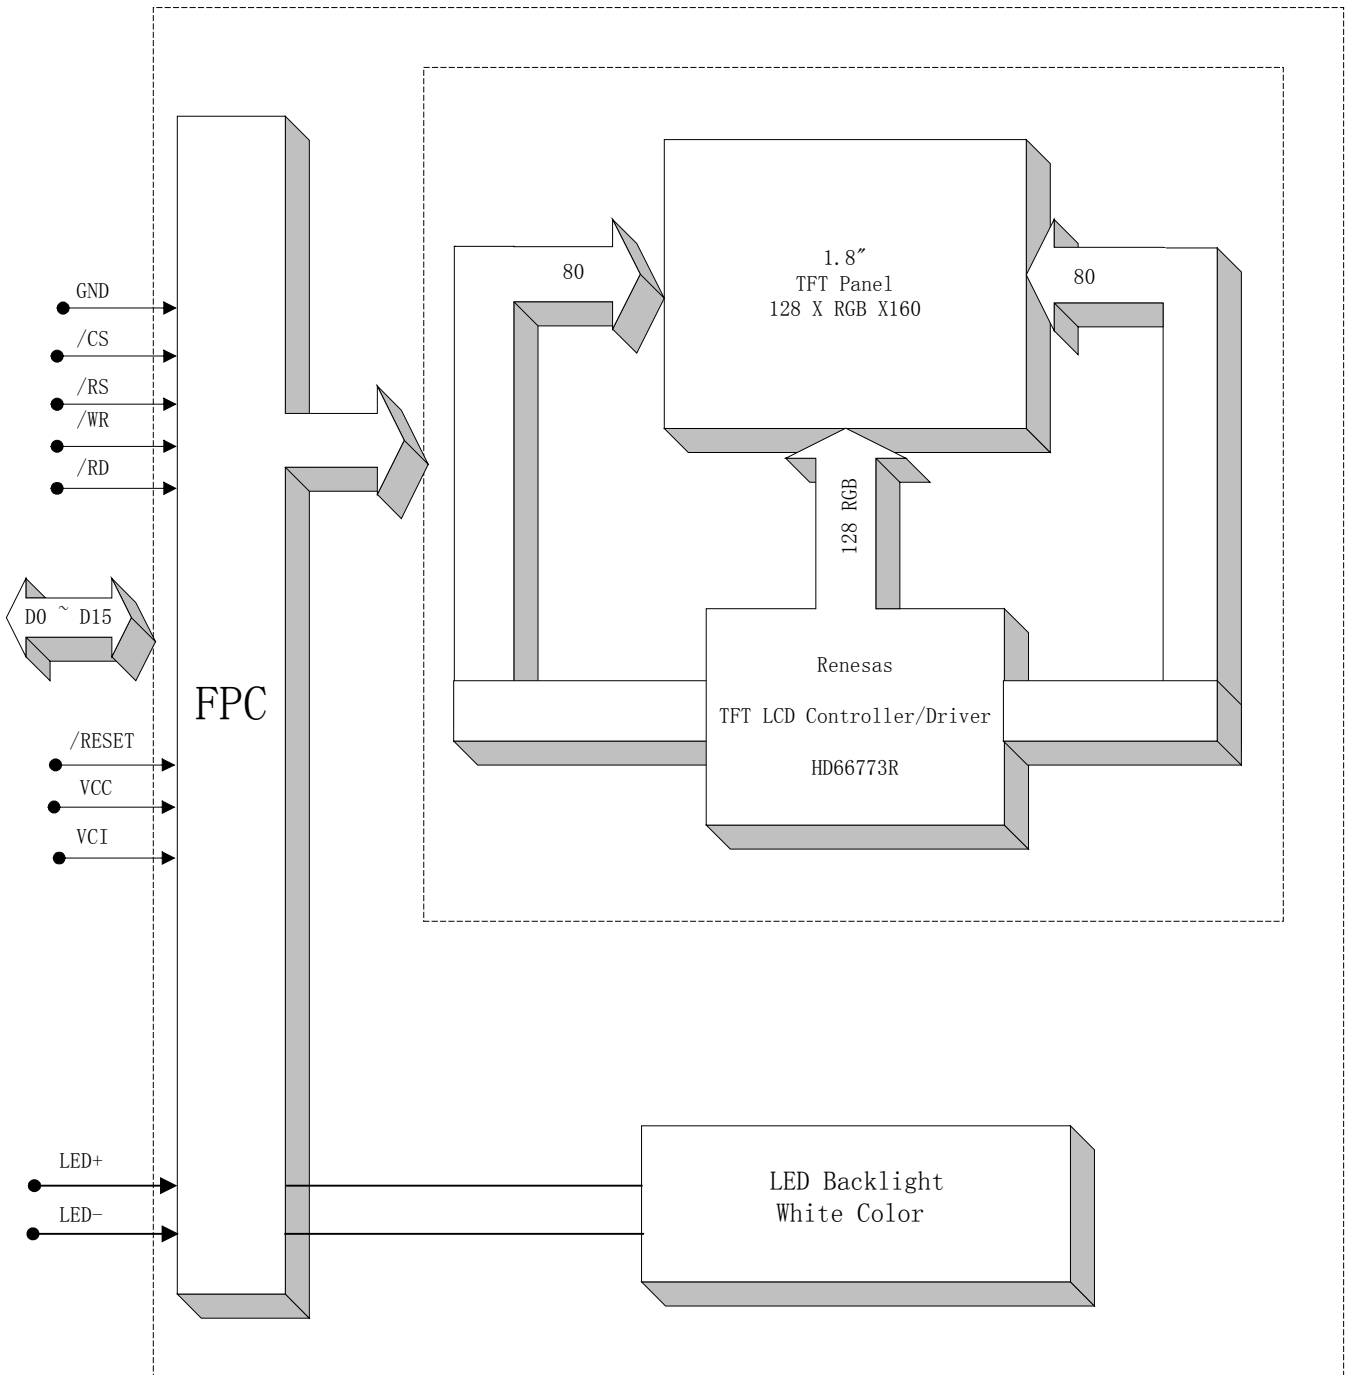 GND
/CS
/RS
/WR
/RD
D0 ~ D15
/RESET
VCC
VCI
LED+
LED-
FPC
80
1.8"
TFT Panel
128 X RGB X160
80
128 RGB
Renesas
TFT LCD Controller/Driver
HD66773R
LED Backlight
White Color